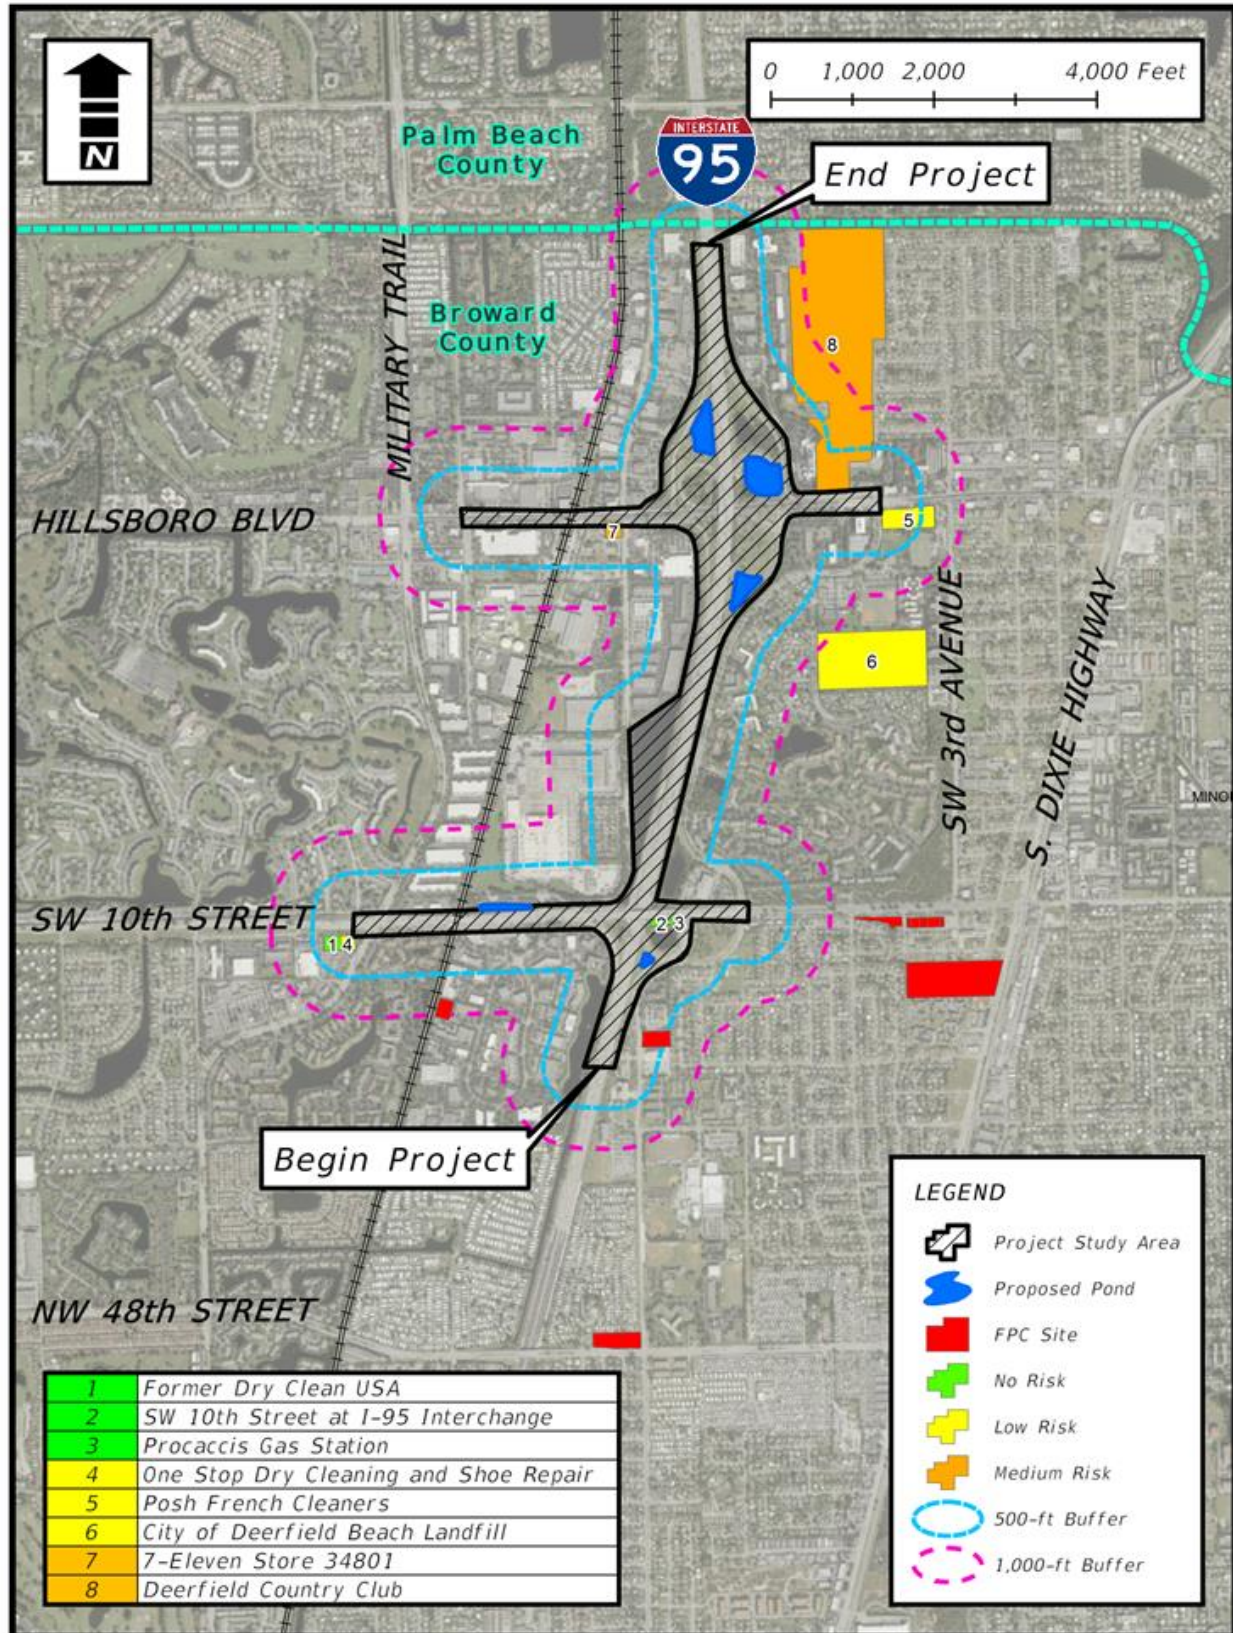 N
0 1,000 2,000 4,000 Feet
Palm Beach
County
INTERSTATE
95
End Project
MILITARY TRAIL
Broward
County
8
HILLSBORO BLVD
7
5
6
SW 3rd AVENUE
S. DIXIE HIGHWAY
MINOR
SW 10th STREET
1 4
2 3
Begin Project
NW 48th STREET
LEGEND
Project Study Area
Proposed Pond
FPC Site
No Risk
Low Risk
Medium Risk
500-ft Buffer
1,000-ft Buffer
1 Former Dry Clean USA
2 SW 10th Street at I-95 Interchange
3 Procaccis Gas Station
4 One Stop Dry Cleaning and Shoe Repair
5 Posh French Cleaners
6 City of Deerfield Beach Landfill
7 7-Eleven Store 34801
8 Deerfield Country Club